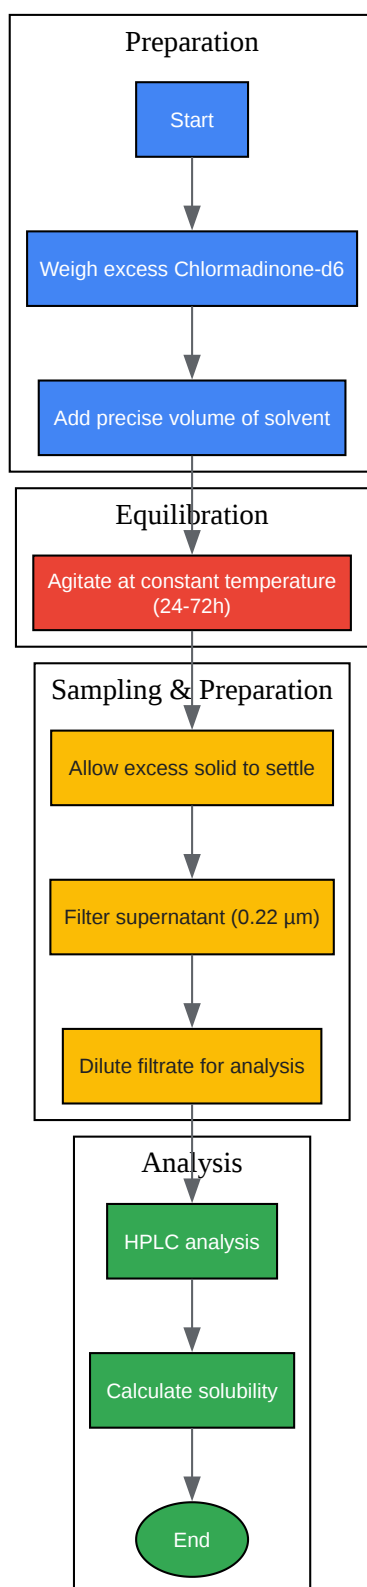 Preparation
Start
Weigh excess Chlormadinone-d6
Add precise volume of solvent
Equilibration
Agitate at constant temperature
(24-72h)
Sampling & Preparation
Allow excess solid to settle
Filter supernatant (0.22 µm)
Dilute filtrate for analysis
Analysis
HPLC analysis
Calculate solubility
End